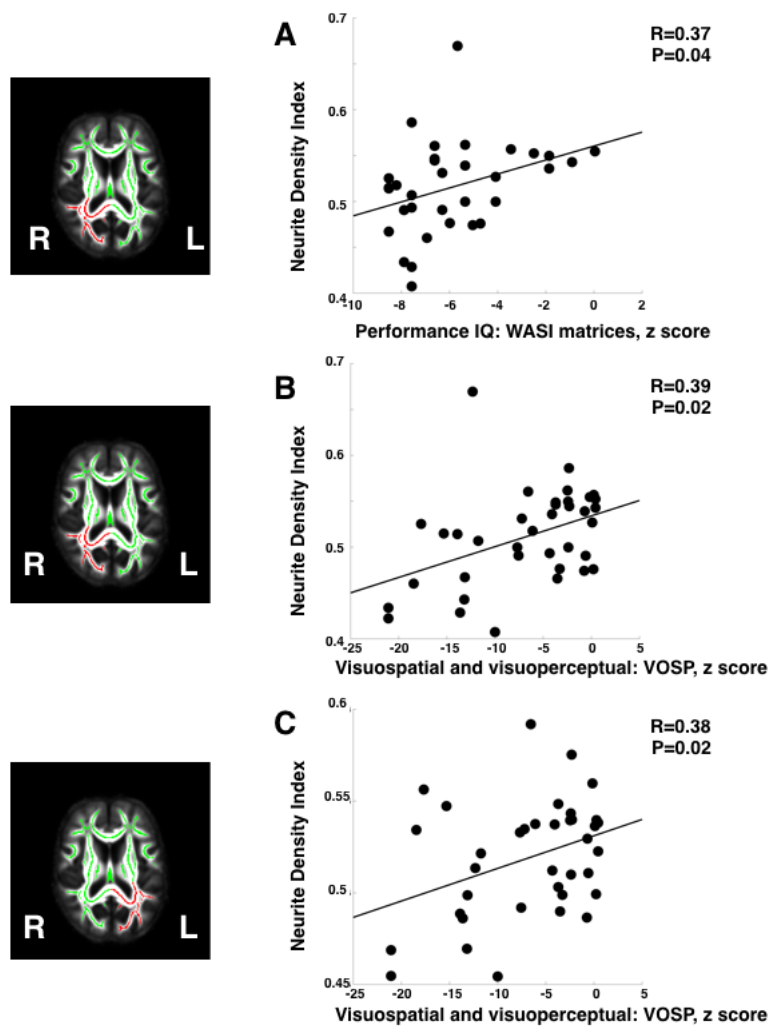 A
R=0.37
P=0.04
Neurite Density Index
0.7
0.6
0.5
0.4
-10 -8 -6 -4 -2 0 2
Performance IQ: WASI matrices, z score
R L
B
R=0.39
P=0.02
Neurite Density Index
0.7
0.6
0.5
0.4
-25 -20 -15 -10 -5 0 5
Visuospatial and visuoperceptual: VOSP, z score
R L
C
R=0.38
P=0.02
Neurite Density Index
0.6
0.55
0.5
0.45
-25 -20 -15 -10 -5 0 5
Visuospatial and visuoperceptual: VOSP, z score
R L